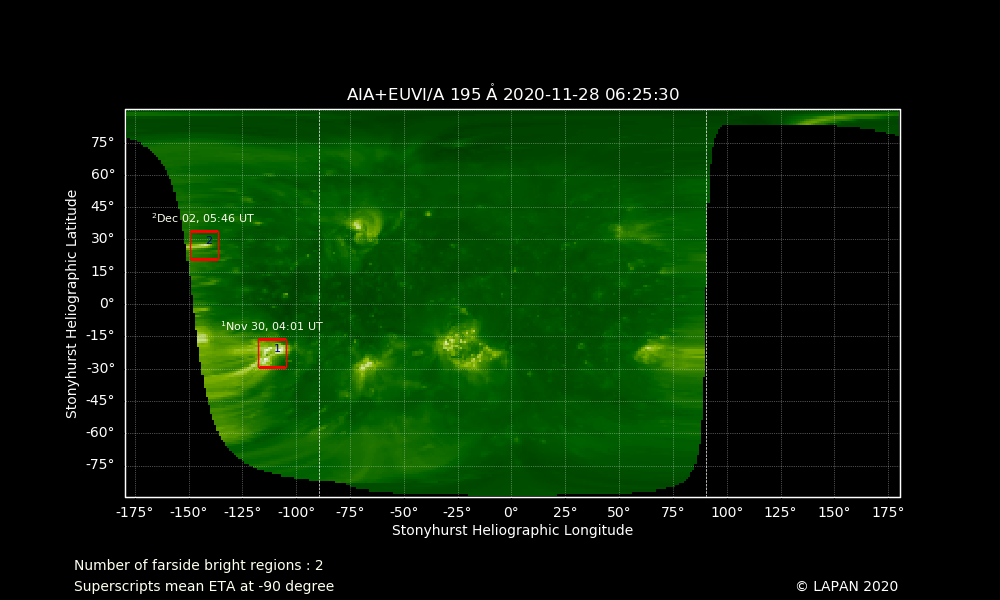 AIA+EUVI/A 195 Å 2020-11-28 06:25:30
Stonyhurst Heliographic Latitude
75°
60°
45°
30°
15°
0°
-15°
-30°
-45°
-60°
-75°
²Dec 02, 05:46 UT
2
¹Nov 30, 04:01 UT
1
-175° -150° -125° -100° -75° -50° -25° 0° 25° 50° 75° 100° 125° 150° 175°
Stonyhurst Heliographic Longitude
Number of farside bright regions : 2
Superscripts mean ETA at -90 degree
© LAPAN 2020